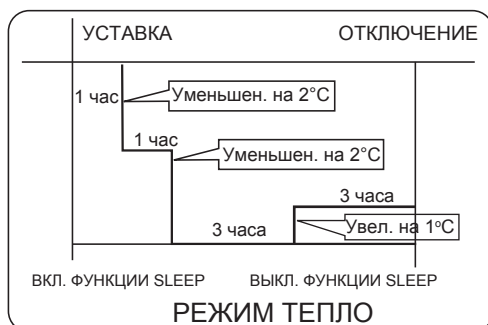 УСТАВКА ОТКЛЮЧЕНИЕ
1 час
Уменьшен. на 2°C
1 час
Уменьшен. на 2°C
3 часа
3 часа
Увел. на 1°C
ВКЛ. ФУНКЦИИ SLEEP ВЫКЛ. ФУНКЦИИ SLEEP
РЕЖИМ ТЕПЛО